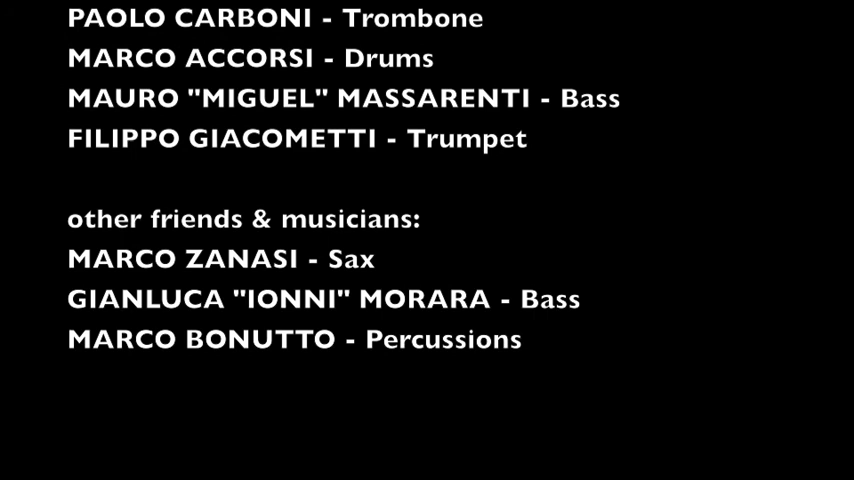 PAOLO CARBONI - Trombone
MARCO ACCORSI - Drums
MAURO "MIGUEL" MASSARENTI - Bass
FILIPPO GIACOMETTI - Trumpet
other friends & musicians:
MARCO ZANASI - Sax
GIANLUCA "IONNI" MORARA - Bass
MARCO BONUTTO - Percussions